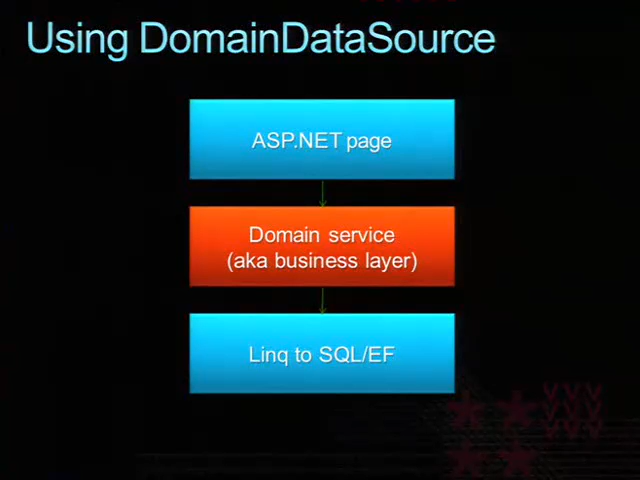 Using DomainDataSource
ASP.NET page
Domain service
(aka business layer)
Linq to SQL/EF